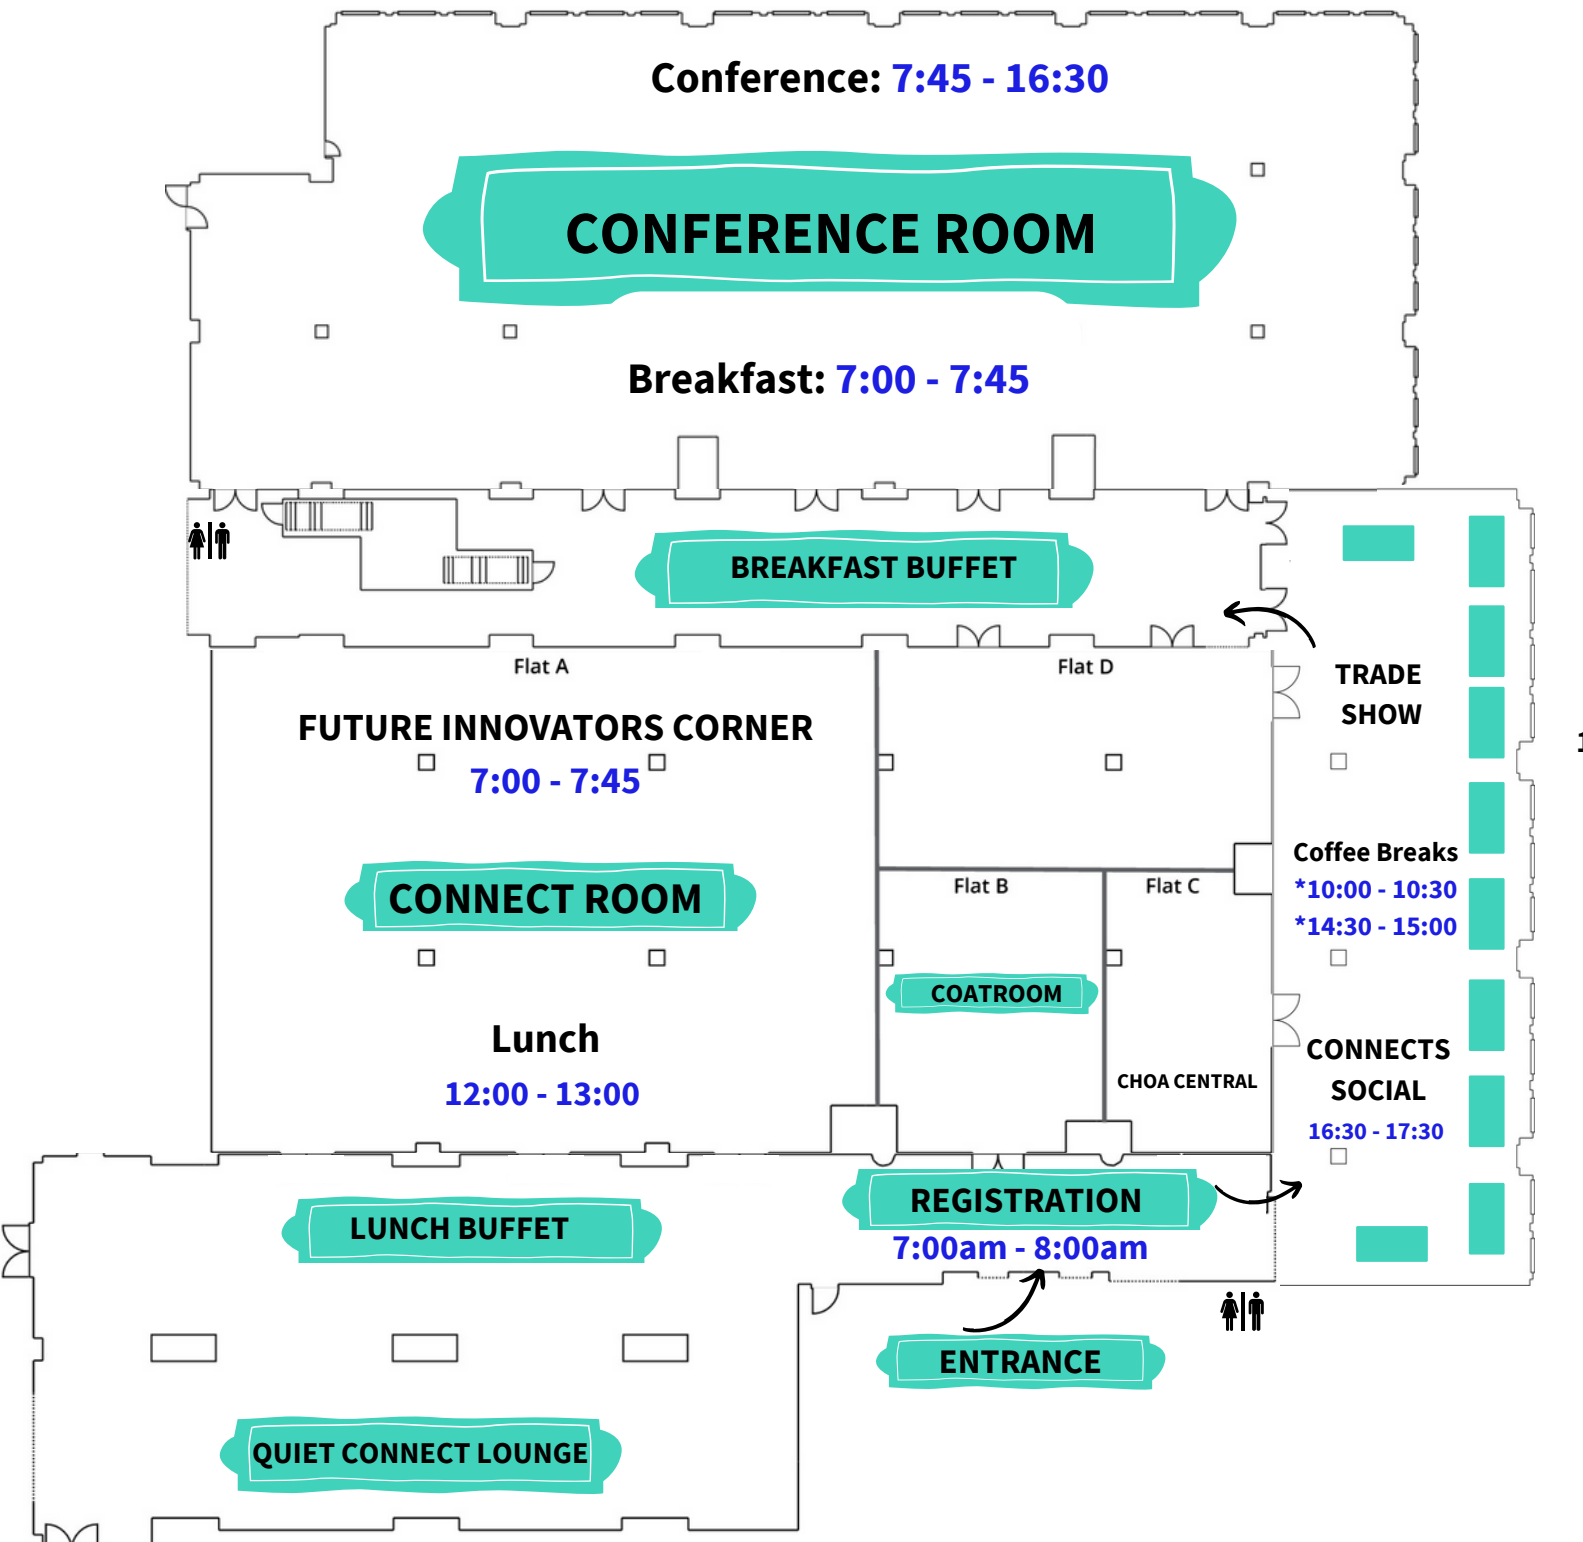 Conference: 7:45 - 16:30
CONFERENCE ROOM
Breakfast: 7:00 - 7:45
BREAKFAST BUFFET
Flat A
FUTURE INNOVATORS CORNER
7:00 - 7:45
CONNECT ROOM
Lunch
12:00 - 13:00
Flat D
Flat B
COATROOM
Flat C
CHOA CENTRAL
TRADE
SHOW
Coffee Breaks
*10:00 - 10:30
*14:30 - 15:00
CONNECTS
SOCIAL
16:30 - 17:30
LUNCH BUFFET
REGISTRATION
7:00am - 8:00am
ENTRANCE
QUIET CONNECT LOUNGE